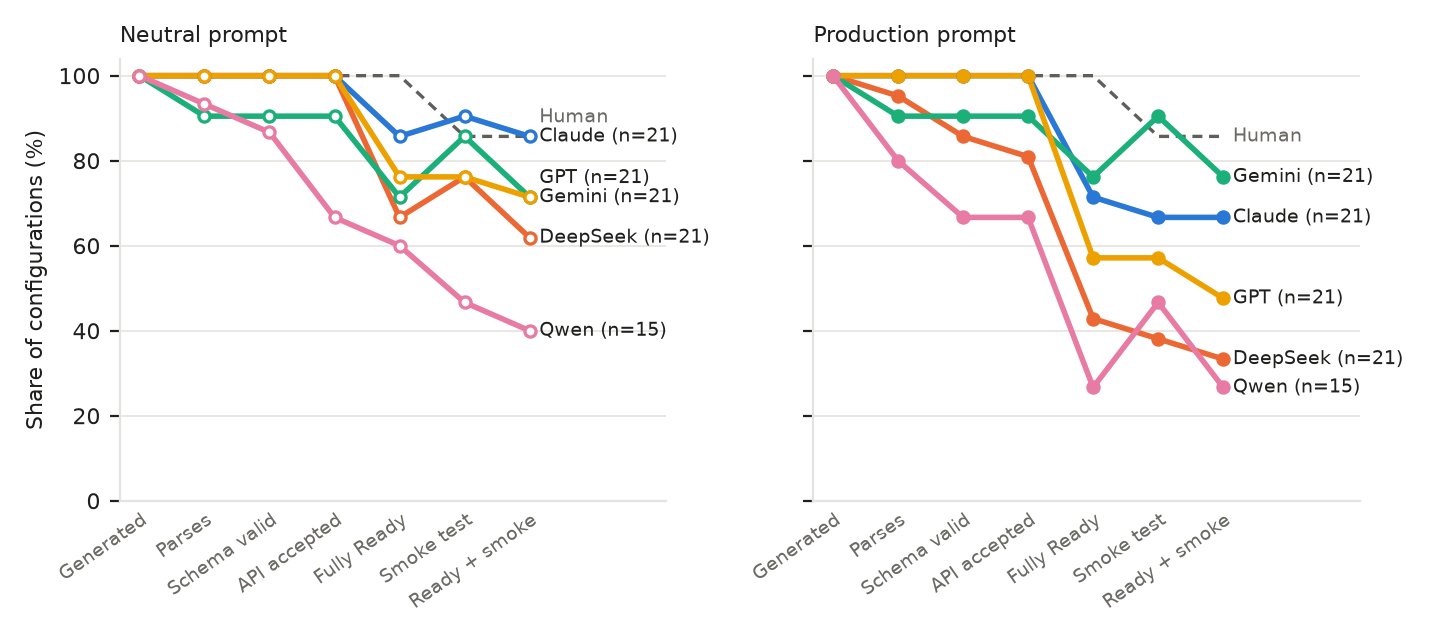 Neutral prompt
Production prompt
Share of configurations (%)
100
80
60
40
20
0
Human
Claude (n=21)
GPT (n=21)
Gemini (n=21)
DeepSeek (n=21)
Qwen (n=15)
Generated
Parses
Schema valid
API accepted
Fully Ready
Smoke test
Ready + smoke
Human
Gemini (n=21)
Claude (n=21)
GPT (n=21)
DeepSeek (n=21)
Qwen (n=15)
Generated
Parses
Schema valid
API accepted
Fully Ready
Smoke test
Ready + smoke